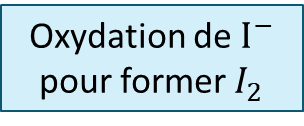 Oxydation de I⁻
pour former I₂